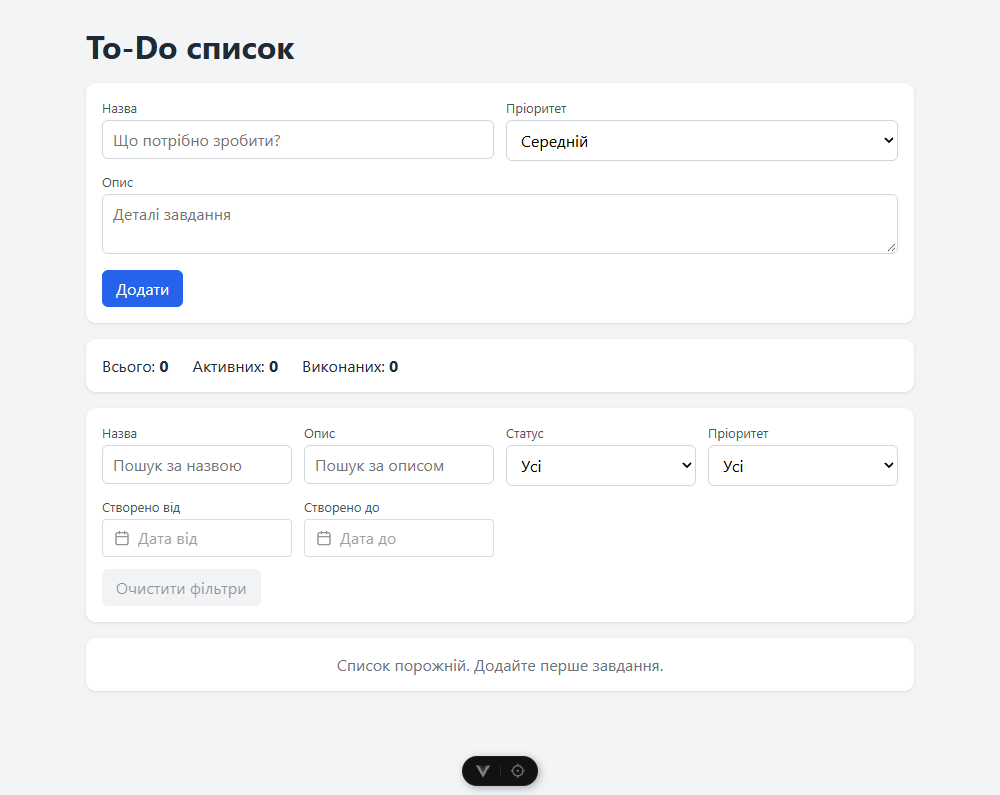 To-Do список
Назва
Пріоритет
Що потрібно зробити?
Середній
Опис
Деталі завдання
Додати
Всього: 0 Активних: 0 Виконаних: 0
Назва
Опис
Статус
Пріоритет
Пошук за назвою
Пошук за описом
Усі
Усі
Створено від
Створено до
Дата від
Дата до
Очистити фільтри
Список порожній. Додайте перше завдання.